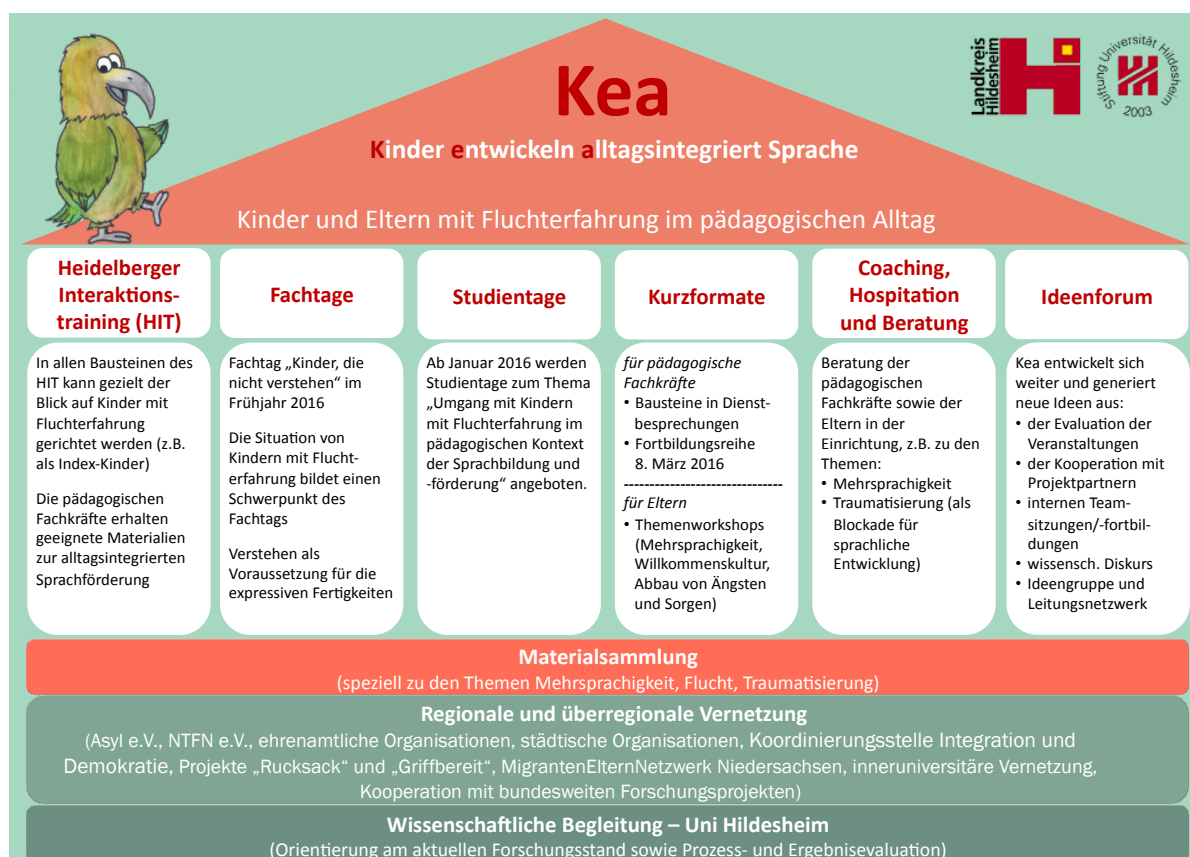 Kea
Kinder entwickeln alltagsintegriert Sprache
Kinder und Eltern mit Fluchterfahrung im pädagogischen Alltag
Landkreis
Hildesheim
Stiftung Universität Hildesheim
2003
Heidelberger
Interaktions-
training (HIT)
In allen Bausteinen des
HIT kann gezielt der
Blick auf Kinder mit
Fluchterfahrung
gerichtet werden (z.B.
als Index-Kinder)
Die pädagogischen
Fachkräfte erhalten
geeignete Materialien
zur alltagsintegrierten
Sprachförderung
Fachtage
Fachtag „Kinder, die
nicht verstehen“ im
Frühjahr 2016
Die Situation von
Kindern mit Flucht-
erfahrung bildet einen
Schwerpunkt des
Fachtags
Verstehen als
Voraussetzung für die
expressiven Fertigkeiten
Studientage
Ab Januar 2016 werden
Studientage zum Thema
„Umgang mit Kindern
mit Fluchterfahrung im
pädagogischen Kontext
der Sprachbildung und
-förderung“ angeboten.
Kurzformate
für pädagogische
Fachkräfte
• Bausteine in Dienst-
besprechungen
• Fortbildungsreihe
8. März 2016
--------------------------------
für Eltern
• Themenworkshops
(Mehrsprachigkeit,
Willkommenskultur,
Abbau von Ängsten
und Sorgen)
Coaching,
Hospitation
und Beratung
Beratung der
pädagogischen
Fachkräfte sowie der
Eltern in der
Einrichtung, z.B. zu den
Themen:
• Mehrsprachigkeit
• Traumatisierung (als
Blockade für
sprachliche
Entwicklung)
Ideenforum
Kea entwickelt sich
weiter und generiert
neue Ideen aus:
• der Evaluation der
Veranstaltungen
• der Kooperation mit
Projektpartnern
• internen Team-
sitzungen/-fortbil-
dungen
• wissensch. Diskurs
• Ideengruppe und
Leitungsnetzwerk
Materialsammlung
(speziell zu den Themen Mehrsprachigkeit, Flucht, Traumatisierung)
Regionale und überregionale Vernetzung
(Asyl e.V., NTFN e.V., ehrenamtliche Organisationen, städtische Organisationen, Koordinierungsstelle Integration und
Demokratie, Projekte „Rucksack“ und „Griffbereit“, MigrantenElternNetzwerk Niedersachsen, inneruniversitäre Vernetzung,
Kooperation mit bundesweiten Forschungsprojekten)
Wissenschaftliche Begleitung – Uni Hildesheim
(Orientierung am aktuellen Forschungsstand sowie Prozess- und Ergebnisevaluation)